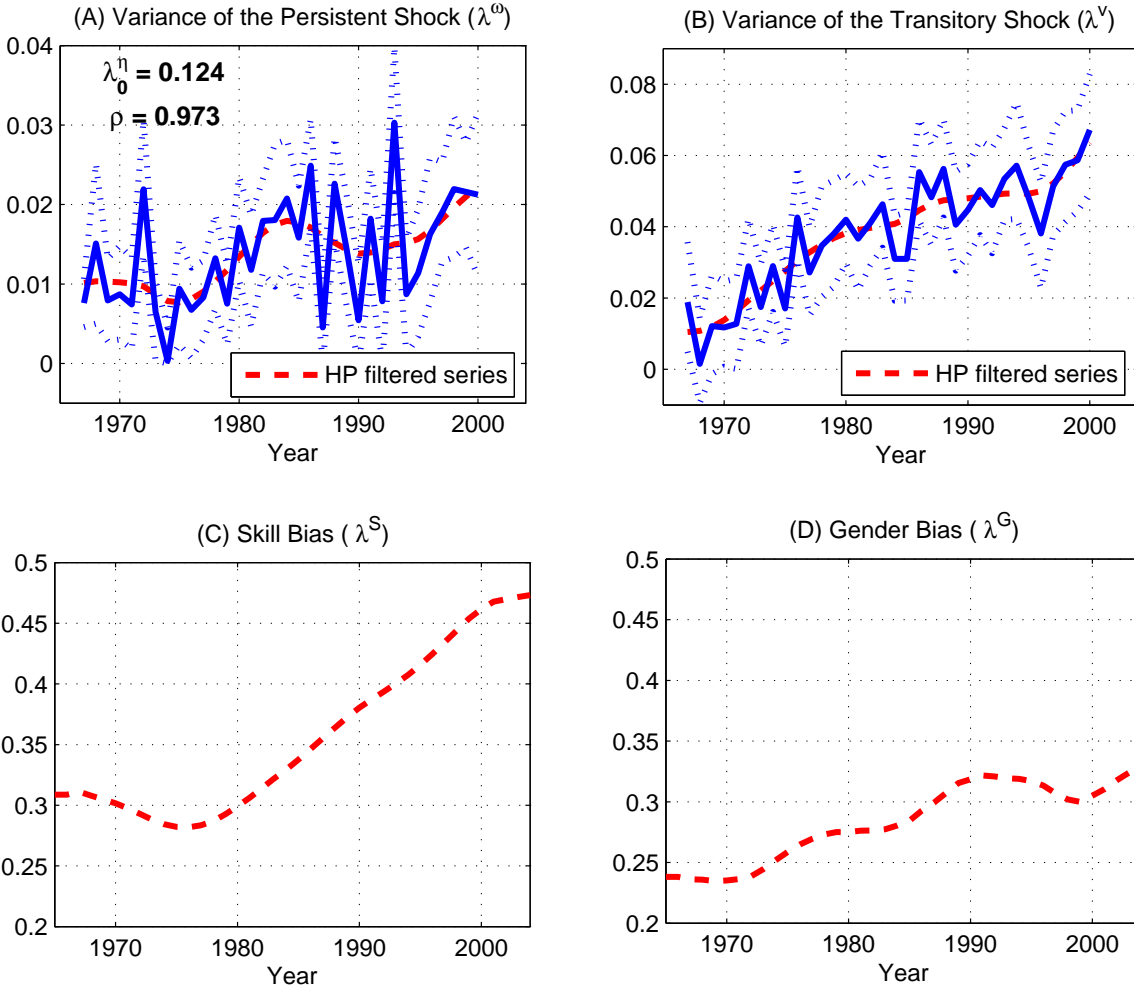 (A) Variance of the Persistent Shock (λ^ω)
0.04
0.03
0.02
0.01
0
λ_0^η = 0.124
ρ = 0.973
HP filtered series
1970 1980 1990 2000
Year
(B) Variance of the Transitory Shock (λ^v)
0.08
0.06
0.04
0.02
0
HP filtered series
1970 1980 1990 2000
Year
(C) Skill Bias ( λ^S)
0.5
0.45
0.4
0.35
0.3
0.25
0.2
1970 1980 1990 2000
Year
(D) Gender Bias ( λ^G)
0.5
0.45
0.4
0.35
0.3
0.25
0.2
1970 1980 1990 2000
Year